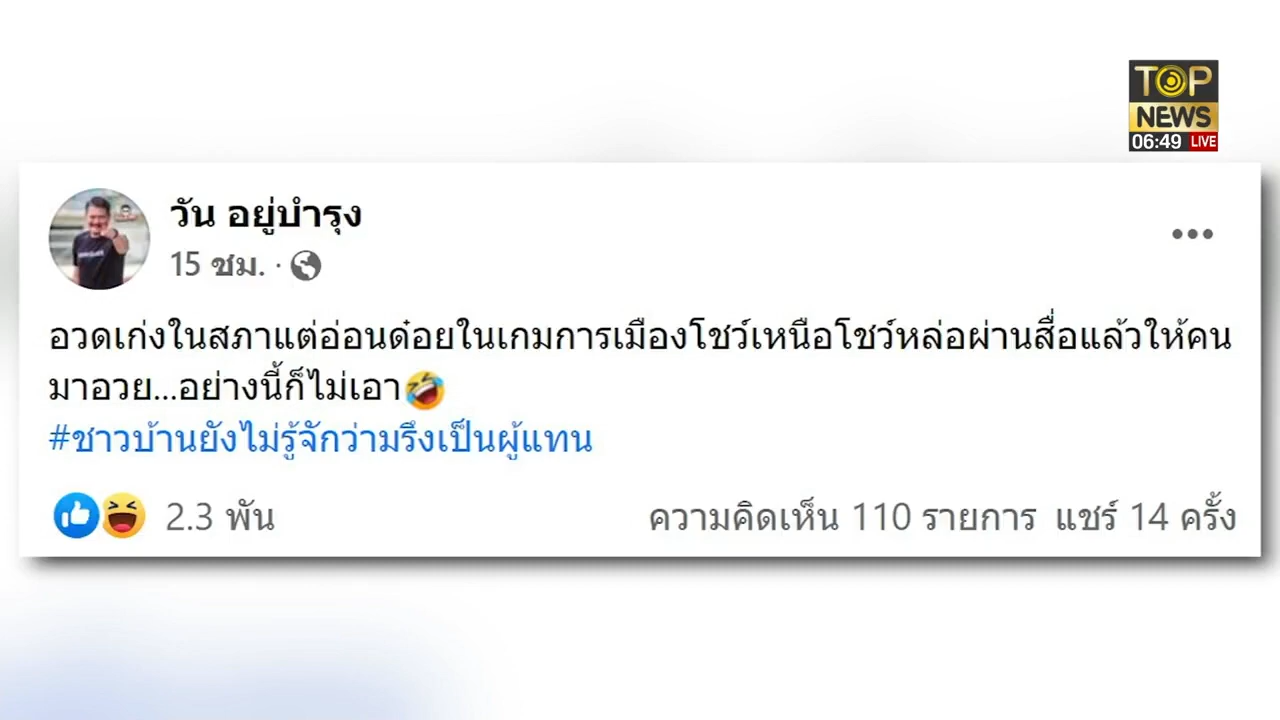 TOP
NEWS
06:49 LIVE
วัน อยู่บำรุง
15 ชม. ·
อวดเก่งในสภาแต่อ่อนด๋อยในเกมการเมืองโชว์เหนือโชว์หล่อผ่านสื่อแล้วให้คน
มาอวย...อย่างนี้ก็ไม่เอา🤣
#ชาวบ้านยังไม่รู้จักว่ามรึงเป็นผู้แทน
2.3 พัน
ความคิดเห็น 110 รายการ แชร์ 14 ครั้ง